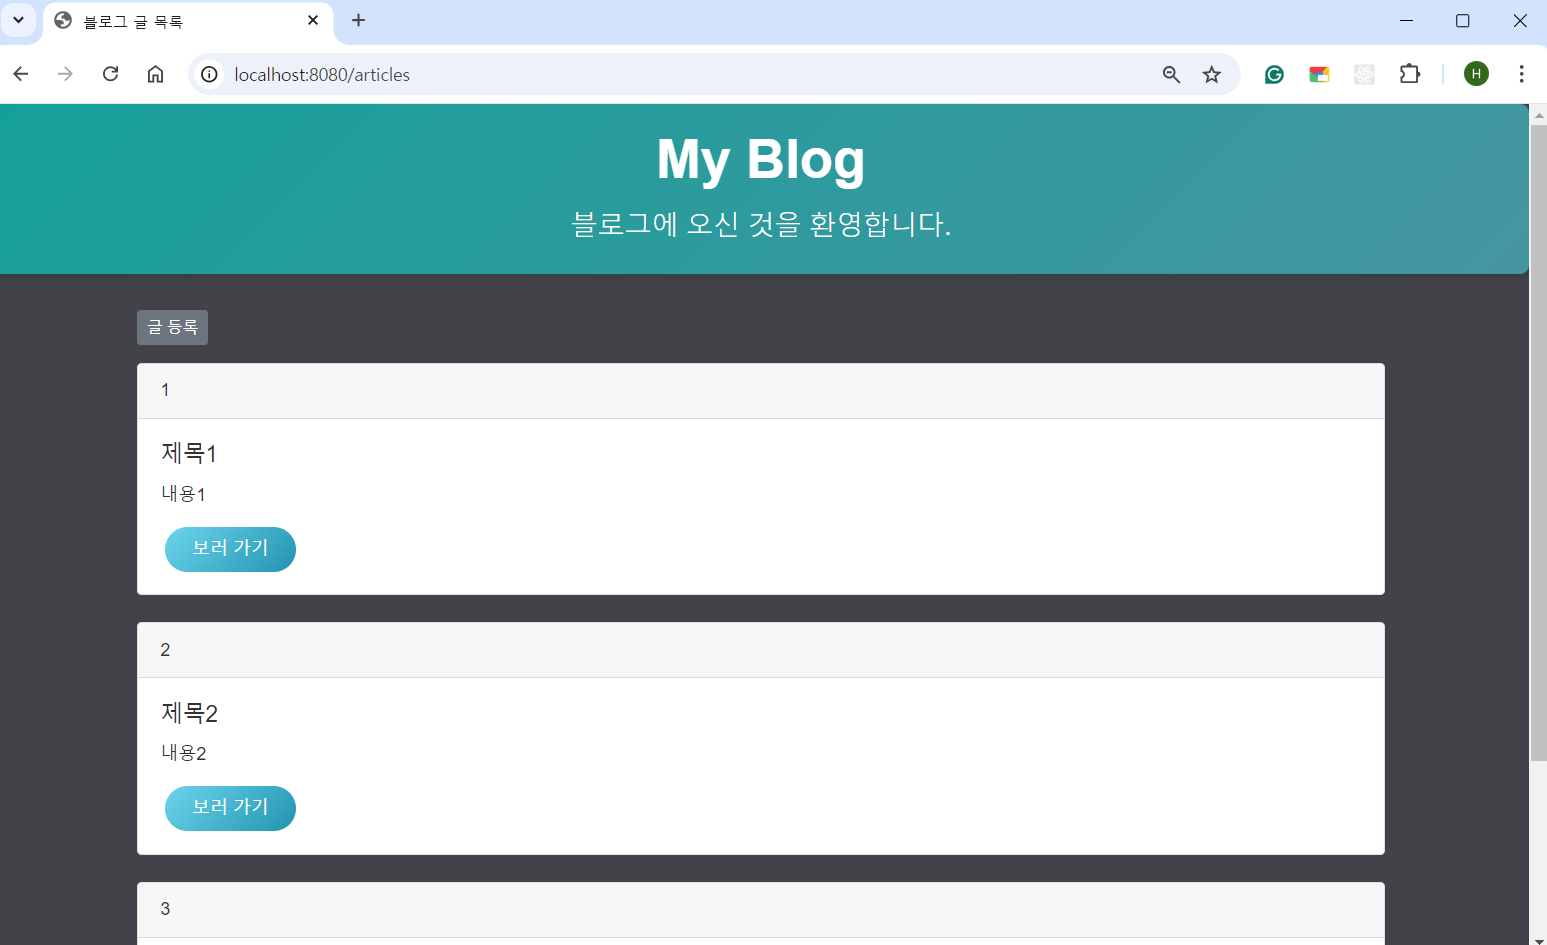 블로그 글 목록
localhost:8080/articles
H
My Blog
블로그에 오신 것을 환영합니다.
글 등록
1
제목1
내용1
보러 가기
2
제목2
내용2
보러 가기
3